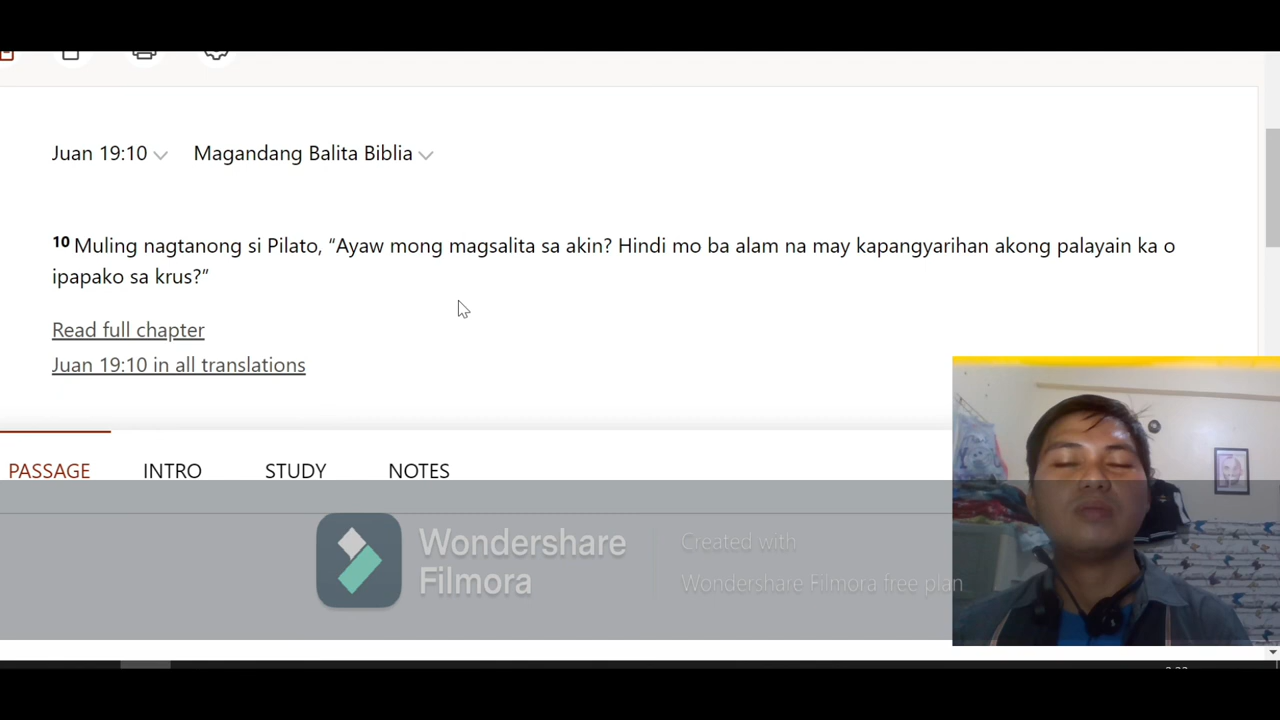 Juan 19:10 Magandang Balita Biblia
10 Muling nagtanong si Pilato, “Ayaw mong magsalita sa akin? Hindi mo ba alam na may kapangyarihan akong palayain ka o
ipapako sa krus?”
Read full chapter
Juan 19:10 in all translations
PASSAGE INTRO STUDY NOTES
Wondershare
Filmora
Created with
Wondershare Filmora free plan